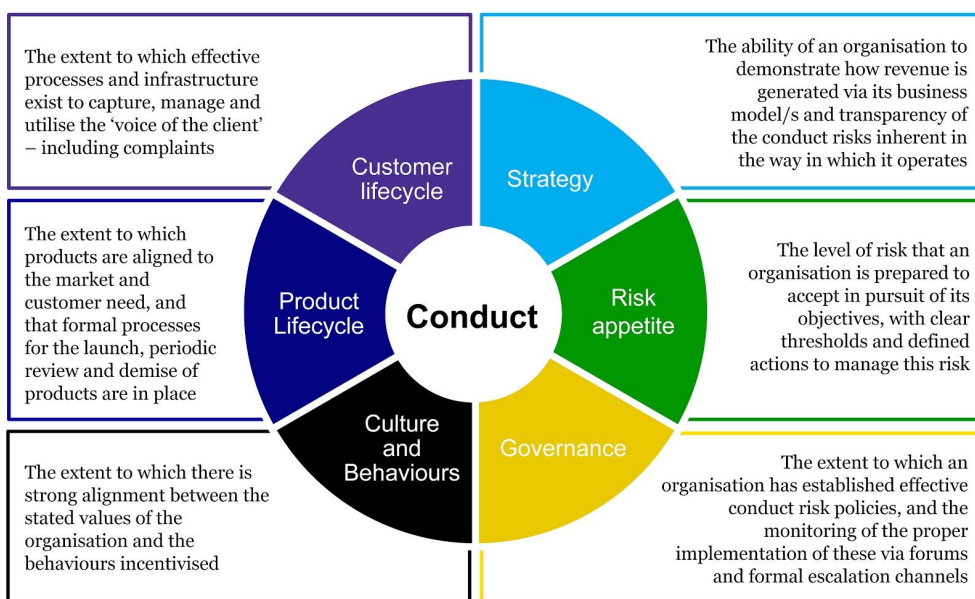 The extent to which effective
processes and infrastructure
exist to capture, manage and
utilise the ‘voice of the client’
– including complaints
The ability of an organisation to
demonstrate how revenue is
generated via its business
model/s and transparency of
the conduct risks inherent in
the way in which it operates
Customer
lifecycle
Strategy
The extent to which
products are aligned to
the market and
customer need, and
that formal processes
for the launch, periodic
review and demise of
products are in place
Product
Lifecycle
Conduct
Risk
appetite
The level of risk that an
organisation is prepared to
accept in pursuit of its
objectives, with clear
thresholds and defined
actions to manage this risk
Culture
and
Behaviours
Governance
The extent to which there is
strong alignment between the
stated values of the
organisation and the
behaviours incentivised
The extent to which an
organisation has established effective
conduct risk policies, and the
monitoring of the proper
implementation of these via forums
and formal escalation channels